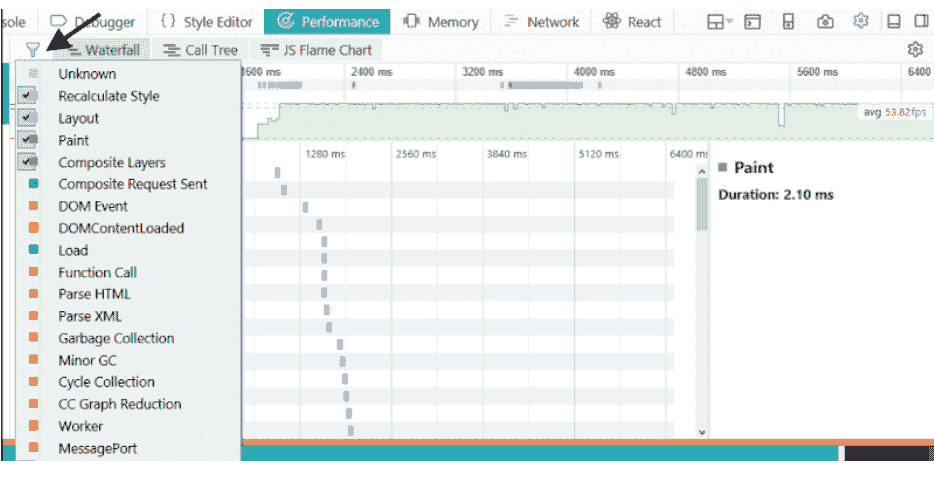 sole Debugger { } Style Editor Performance Memory Network React
Waterfall Call Tree JS Flame Chart
1600 ms 2400 ms 3200 ms 4000 ms 4800 ms 5600 ms 6400
avg 53.82fps
1280 ms 2560 ms 3840 ms 5120 ms 6400 ms
Paint
Duration: 2.10 ms
Unknown
Recalculate Style
Layout
Paint
Composite Layers
Composite Request Sent
DOM Event
DOMContentLoaded
Load
Function Call
Parse HTML
Parse XML
Garbage Collection
Minor GC
Cycle Collection
CC Graph Reduction
Worker
MessagePort